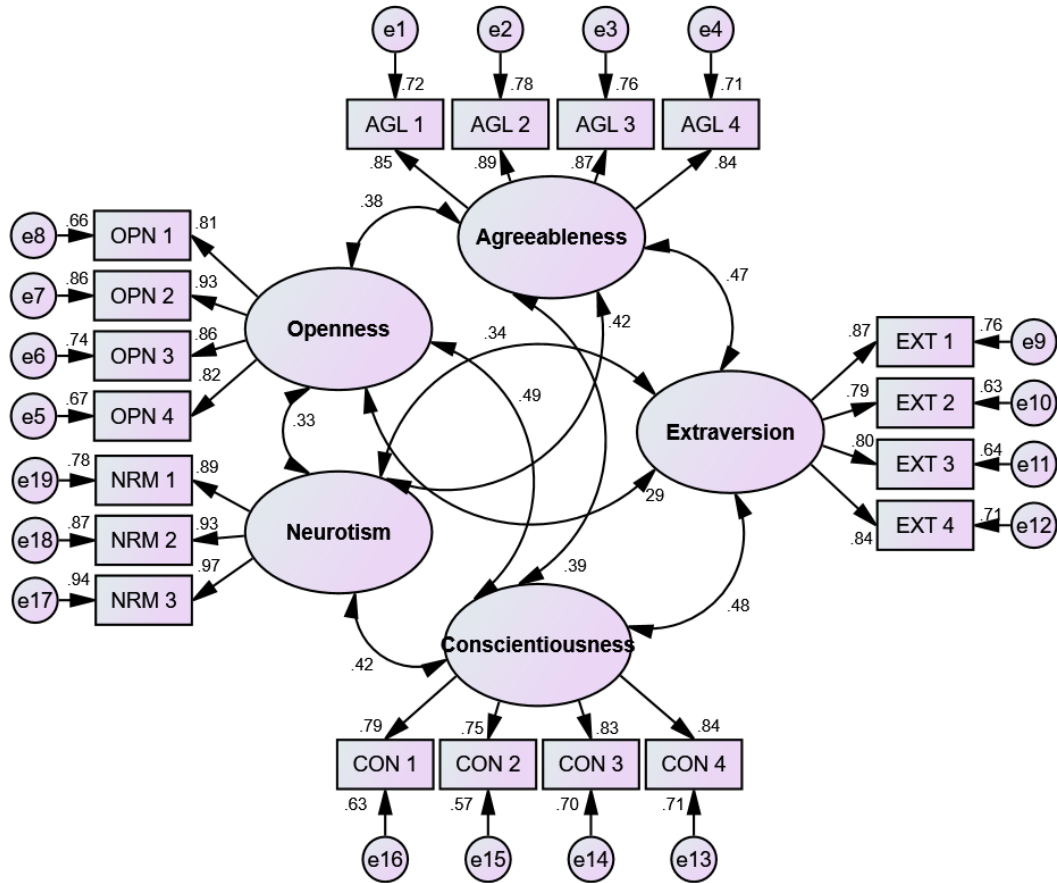 e1 e2 e3 e4
.72 .78 .76 .71
AGL 1 AGL 2 AGL 3 AGL 4
.85 .89 .87 .84
Agreeableness
.38
.47
e8 .66 OPN 1 .81
e7 .86 OPN 2 .93
e6 .74 OPN 3 .86
e5 .67 OPN 4 .82
Openness
.34 .42
.49
.33
.87 EXT 1 .76 e9
.79 EXT 2 .63 e10
.80 EXT 3 .64 e11
.84 EXT 4 .71 e12
Extraversion
e19 .78 NRM 1 .89
e18 .87 NRM 2 .93
e17 .94 NRM 3 .97
Neurotism
29
.39
.48
.42
Conscientiousness
.79 .75 .83 .84
CON 1 CON 2 CON 3 CON 4
.63 .57 .70 .71
e16 e15 e14 e13